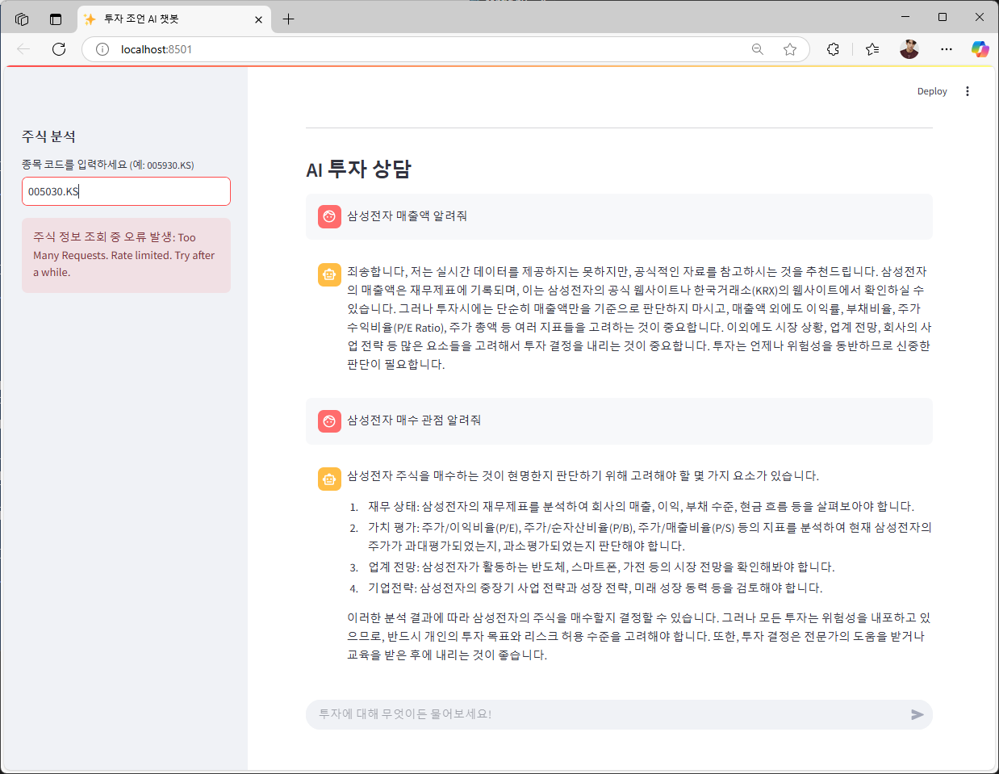 투자 조언 AI 챗봇
localhost:8501
Deploy
주식 분석
종목 코드를 입력하세요 (예: 005930.KS)
005030.KS
주식 정보 조회 중 오류 발생: Too
Many Requests. Rate limited. Try after
a while.
AI 투자 상담
삼성전자 매출액 알려줘
죄송합니다, 저는 실시간 데이터를 제공하지는 못하지만, 공식적인 자료를 참고하시는 것을 추천드립니다. 삼성전자
의 매출액은 재무제표에 기록되며, 이는 삼성전자의 공식 웹사이트나 한국거래소(KRX)의 웹사이트에서 확인하실 수
있습니다. 그러나 투자시에는 단순히 매출액만을 기준으로 판단하지 마시고, 매출액 외에도 이익률, 부채비율, 주가
수익비율(P/E Ratio), 주가 총액 등 여러 지표들을 고려하는 것이 중요합니다. 이외에도 시장 상황, 업계 전망, 회사의 사
업 전략 등 많은 요소들을 고려해서 투자 결정을 내리는 것이 중요합니다. 투자는 언제나 위험성을 동반하므로 신중한
판단이 필요합니다.
삼성전자 매수 관점 알려줘
삼성전자 주식을 매수하는 것이 현명한지 판단하기 위해 고려해야 할 몇 가지 요소가 있습니다.
1. 재무 상태: 삼성전자의 재무제표를 분석하여 회사의 매출, 이익, 부채 수준, 현금 흐름 등을 살펴보아야 합니다.
2. 가치 평가: 주가/이익비율(P/E), 주가/순자산비율(P/B), 주가/매출비율(P/S) 등의 지표를 분석하여 현재 삼성전자의
주가가 과대평가되었는지, 과소평가되었는지 판단해야 합니다.
3. 업계 전망: 삼성전자가 활동하는 반도체, 스마트폰, 가전 등의 시장 전망을 확인해봐야 합니다.
4. 기업전략: 삼성전자의 중장기 사업 전략과 성장 전략, 미래 성장 동력 등을 검토해야 합니다.
이러한 분석 결과에 따라 삼성전자의 주식을 매수할지 결정할 수 있습니다. 그러나 모든 투자는 위험성을 내포하고 있
으므로, 반드시 개인의 투자 목표와 리스크 허용 수준을 고려해야 합니다. 또한, 투자 결정은 전문가의 도움을 받거나
교육을 받은 후에 내리는 것이 좋습니다.
투자에 대해 무엇이든 물어보세요!